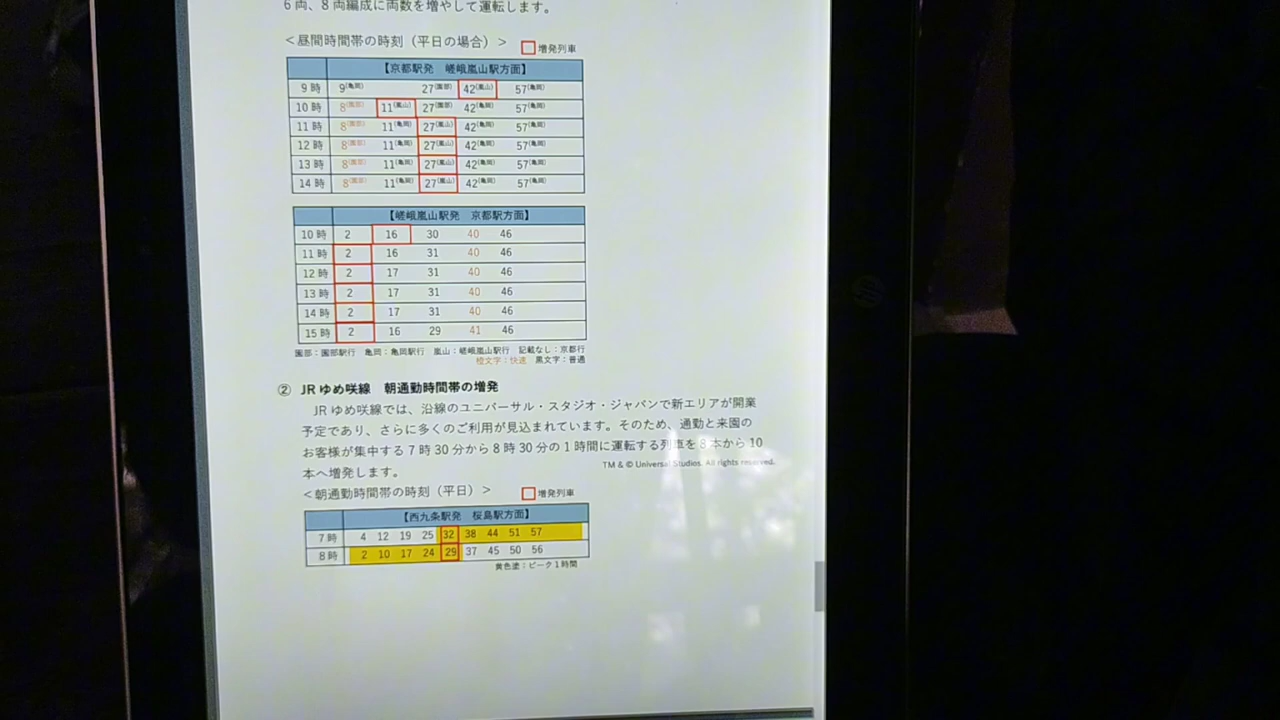 6両、8両編成に両数を増やして運転します。
＜昼間時間帯の時刻（平日の場合）＞ 増発列車
【京都駅発 嵯峨嵐山駅方面】
9時 9(亀岡) 27(園部) 42(嵐山) 57(亀岡)
10時 8(園部) 11(嵐山) 27(園部) 42(亀岡) 57(亀岡)
11時 8(園部) 11(亀岡) 27(嵐山) 42(亀岡) 57(亀岡)
12時 8(園部) 11(亀岡) 27(嵐山) 42(亀岡) 57(亀岡)
13時 8(園部) 11(亀岡) 27(嵐山) 42(亀岡) 57(亀岡)
14時 8(園部) 11(亀岡) 27(嵐山) 42(亀岡) 57(亀岡)
【嵯峨嵐山駅発 京都駅方面】
10時 2 16 30 40 46
11時 2 16 31 40 46
12時 2 17 31 40 46
13時 2 17 31 40 46
14時 2 17 31 40 46
15時 2 16 29 41 46
園部：園部駅行 亀岡：亀岡駅行 嵐山：嵯峨嵐山駅行 記載なし：京都行
橙文字：快速 黒文字：普通
② JRゆめ咲線 朝通勤時間帯の増発
JRゆめ咲線では、沿線のユニバーサル・スタジオ・ジャパンで新エリアが開業
予定であり、さらに多くのご利用が見込まれています。そのため、通勤と来園の
お客様が集中する7時30分から8時30分の1時間に運転する列車を8本から10
本へ増発します。
TM & © Universal Studios. All rights reserved.
＜朝通勤時間帯の時刻（平日）＞ 増発列車
【西九条駅発 桜島駅方面】
7時 4 12 19 25 32 38 44 51 57
8時 2 10 17 24 29 37 45 50 56
黄色塗：ピーク1時間
hp